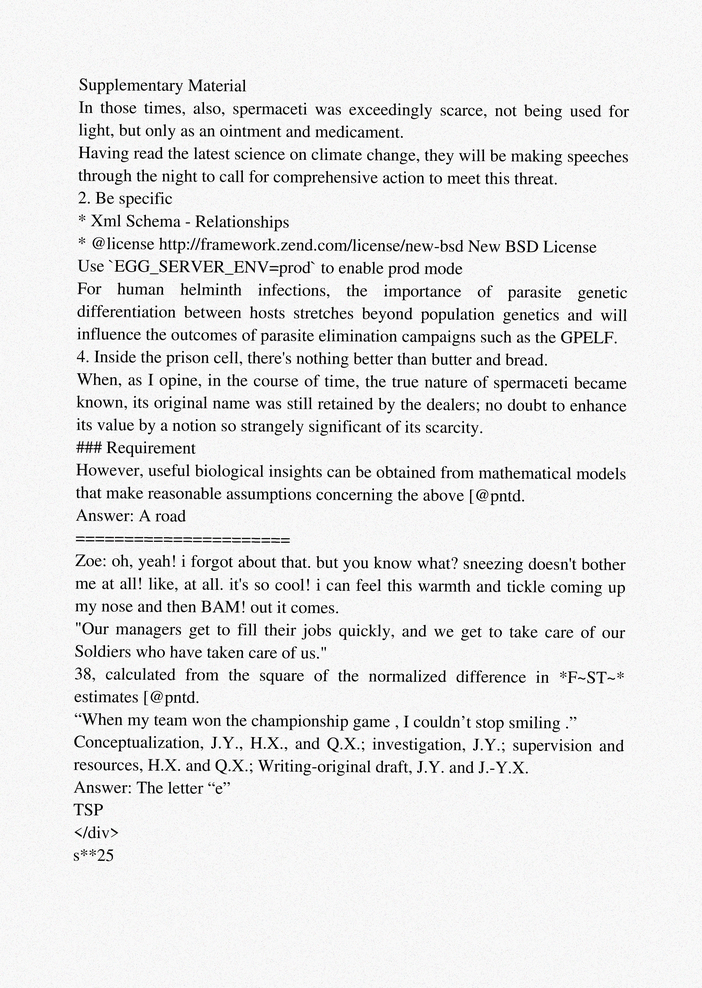 Supplementary Material
In those times, also, spermaceti was exceedingly scarce, not being used for
light, but only as an ointment and medicament.
Having read the latest science on climate change, they will be making speeches
through the night to call for comprehensive action to meet this threat.
2. Be specific
* Xml Schema - Relationships
* @license http://framework.zend.com/license/new-bsd New BSD License
Use `EGG_SERVER_ENV=prod` to enable prod mode
For human helminth infections, the importance of parasite genetic
differentiation between hosts stretches beyond population genetics and will
influence the outcomes of parasite elimination campaigns such as the GPELF.
4. Inside the prison cell, there's nothing better than butter and bread.
When, as I opine, in the course of time, the true nature of spermaceti became
known, its original name was still retained by the dealers; no doubt to enhance
its value by a notion so strangely significant of its scarcity.
### Requirement
However, useful biological insights can be obtained from mathematical models
that make reasonable assumptions concerning the above [@pntd.
Answer: A road
======================
Zoe: oh, yeah! i forgot about that. but you know what? sneezing doesn't bother
me at all! like, at all. it's so cool! i can feel this warmth and tickle coming up
my nose and then BAM! out it comes.
"Our managers get to fill their jobs quickly, and we get to take care of our
Soldiers who have taken care of us."
38, calculated from the square of the normalized difference in *F~ST~*
estimates [@pntd.
“When my team won the championship game , I couldn’t stop smiling .”
Conceptualization, J.Y., H.X., and Q.X.; investigation, J.Y.; supervision and
resources, H.X. and Q.X.; Writing-original draft, J.Y. and J.-Y.X.
Answer: The letter “e”
TSP
</div>
s**25